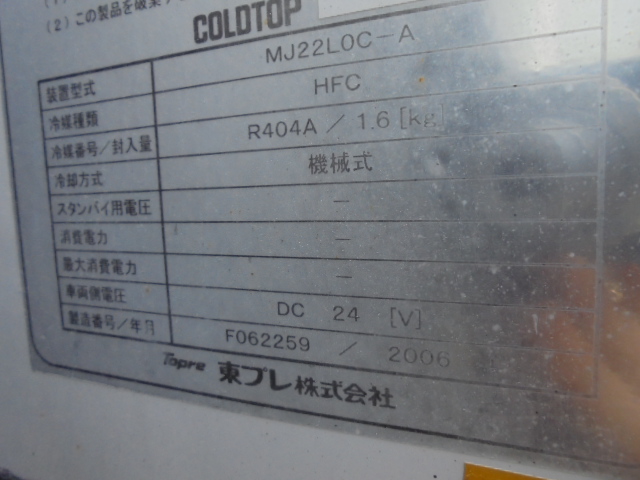 (2) この製品を
COLDTOP
装置型式 MJ22L0C-A
冷媒種類 HFC
冷媒番号/封入量 R404A / 1.6 [kg]
冷却方式 機械式
スタンバイ用電圧 —
消費電力 —
最大消費電力 —
車両側電圧 DC 24 [V]
製造番号/年月 F062259 / 2006
Topre 東プレ株式会社